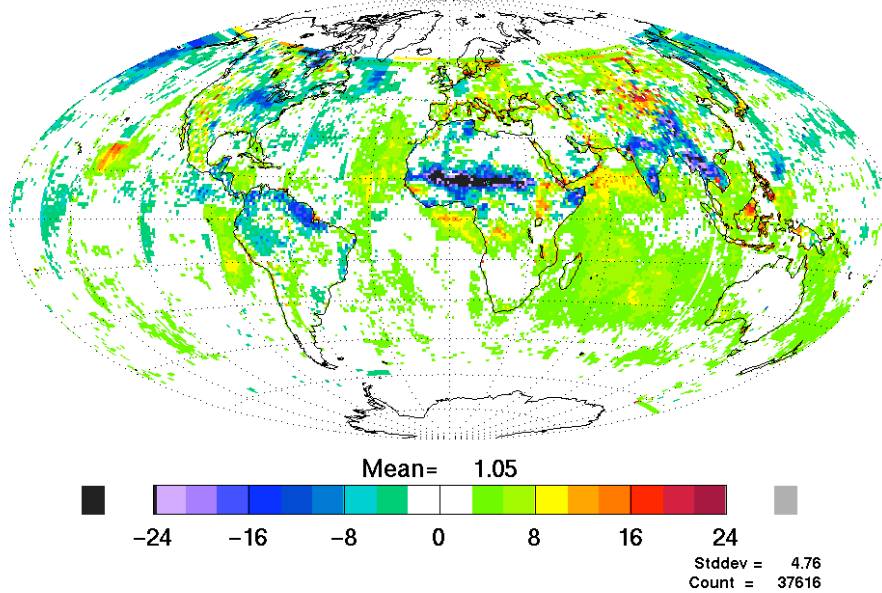 Mean= 1.05
−24 −16 −8 0 8 16 24
Stddev = 4.76
Count = 37616